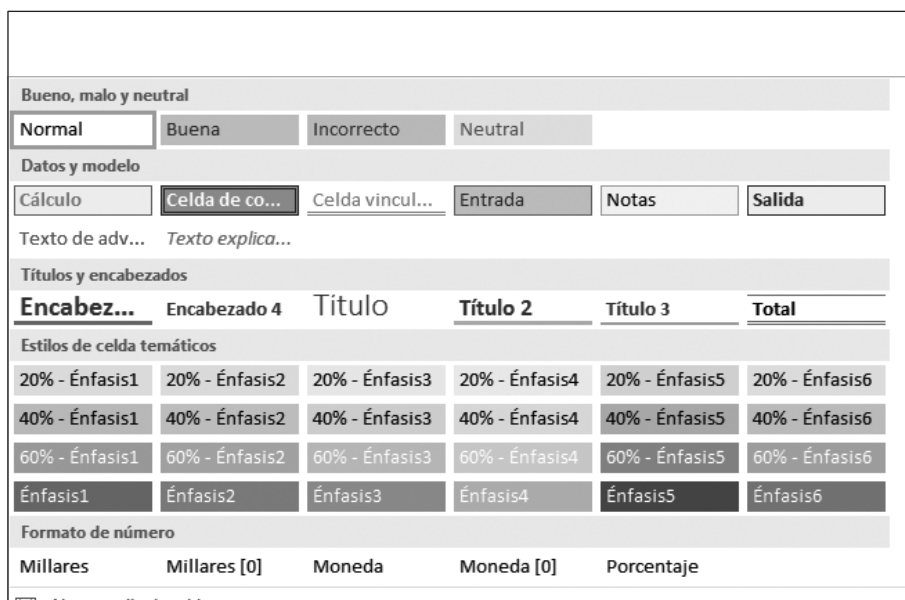 Bueno, malo y neutral
Normal Buena Incorrecto Neutral
Datos y modelo
Cálculo Celda de co... Celda vincul... Entrada Notas Salida
Texto de adv... Texto explica...
Títulos y encabezados
Encabez... Encabezado 4 Título Título 2 Título 3 Total
Estilos de celda temáticos
20% - Énfasis1 20% - Énfasis2 20% - Énfasis3 20% - Énfasis4 20% - Énfasis5 20% - Énfasis6
40% - Énfasis1 40% - Énfasis2 40% - Énfasis3 40% - Énfasis4 40% - Énfasis5 40% - Énfasis6
60% - Énfasis1 60% - Énfasis2 60% - Énfasis3 60% - Énfasis4 60% - Énfasis5 60% - Énfasis6
Énfasis1 Énfasis2 Énfasis3 Énfasis4 Énfasis5 Énfasis6
Formato de número
Millares Millares [0] Moneda Moneda [0] Porcentaje